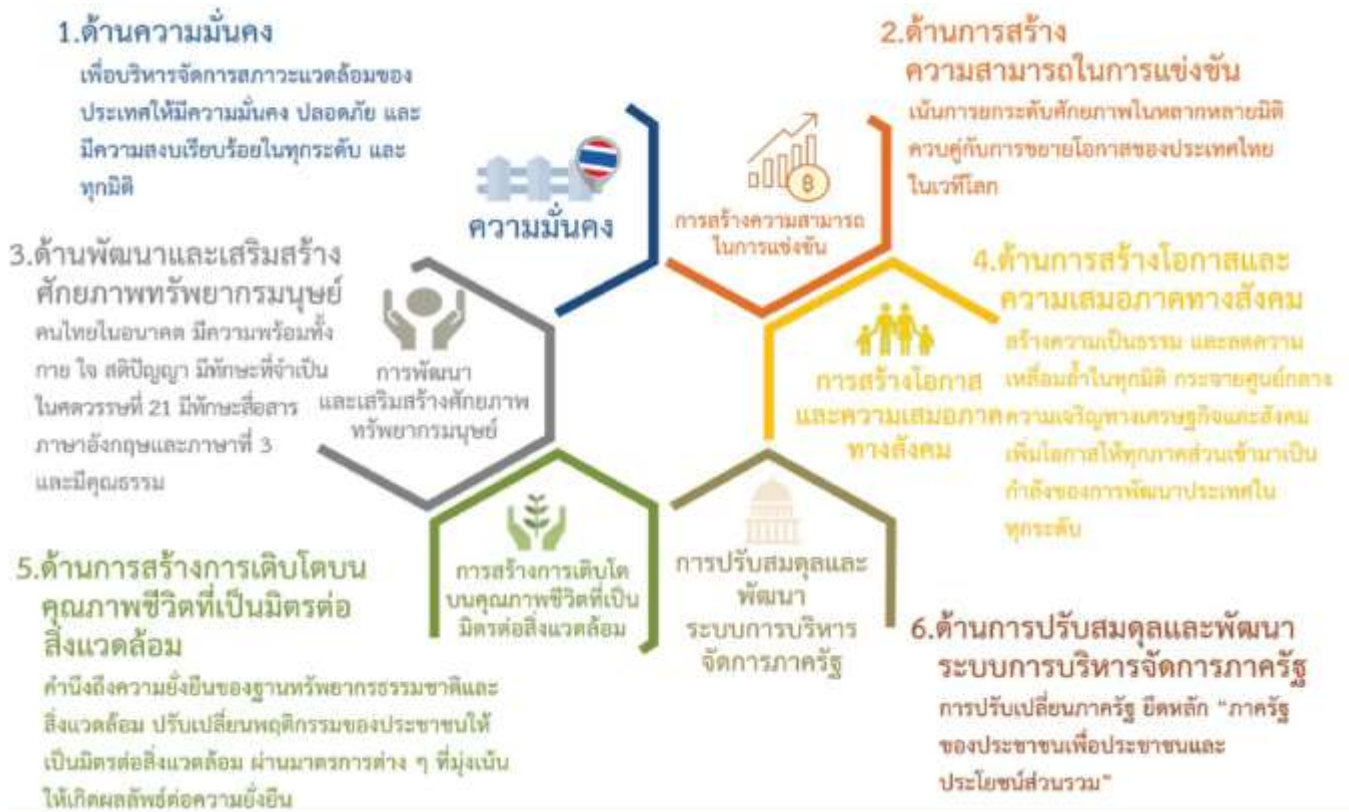 1.ด้านความมั่นคง
เพื่อบริหารจัดการสภาวะแวดล้อมของ
ประเทศให้มีความมั่นคง ปลอดภัย และ
มีความสงบเรียบร้อยในทุกระดับ และ
ทุกมิติ
ความมั่นคง
2.ด้านการสร้าง
ความสามารถในการแข่งขัน
เน้นการยกระดับศักยภาพในหลากหลายมิติ
ควบคู่กับการขยายโอกาสของประเทศไทย
ในเวทีโลก
฿
การสร้างความสามารถ
ในการแข่งขัน
3.ด้านพัฒนาและเสริมสร้าง
ศักยภาพทรัพยากรมนุษย์
คนไทยในอนาคต มีความพร้อมทั้ง
กาย ใจ สติปัญญา มีทักษะที่จำเป็น
ในศตวรรษที่ 21 มีทักษะสื่อสาร
ภาษาอังกฤษและภาษาที่ 3
และมีคุณธรรม
การพัฒนา
และเสริมสร้างศักยภาพ
ทรัพยากรมนุษย์
4.ด้านการสร้างโอกาสและ
ความเสมอภาคทางสังคม
สร้างความเป็นธรรม และลดความ
เหลื่อมล้ำในทุกมิติ กระจายศูนย์กลาง
ความเจริญทางเศรษฐกิจและสังคม
เพิ่มโอกาสให้ทุกภาคส่วนเข้ามาเป็น
กำลังของการพัฒนาประเทศใน
ทุกระดับ
การสร้างโอกาส
และความเสมอภาค
ทางสังคม
5.ด้านการสร้างการเติบโตบน
คุณภาพชีวิตที่เป็นมิตรต่อ
สิ่งแวดล้อม
คำนึงถึงความยั่งยืนของฐานทรัพยากรธรรมชาติและ
สิ่งแวดล้อม ปรับเปลี่ยนพฤติกรรมของประชาชนให้
เป็นมิตรต่อสิ่งแวดล้อม ผ่านมาตรการต่าง ๆ ที่มุ่งเน้น
ให้เกิดผลลัพธ์ต่อความยั่งยืน
การสร้างการเติบโต
บนคุณภาพชีวิตที่เป็น
มิตรต่อสิ่งแวดล้อม
การปรับสมดุลและ
พัฒนา
ระบบการบริหาร
จัดการภาครัฐ
6.ด้านการปรับสมดุลและพัฒนา
ระบบการบริหารจัดการภาครัฐ
การปรับเปลี่ยนภาครัฐ ยึดหลัก "ภาครัฐ
ของประชาชนเพื่อประชาชนและ
ประโยชน์ส่วนรวม"